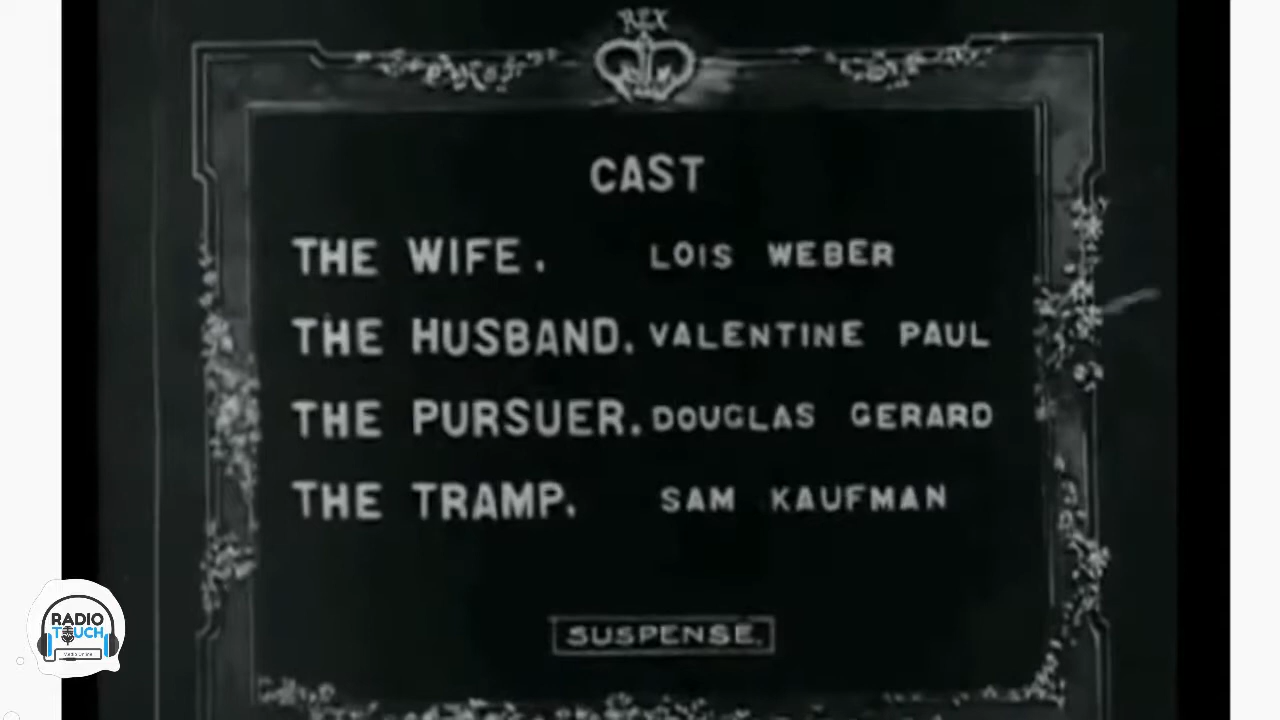 REX
CAST
THE WIFE. LOIS WEBER
THE HUSBAND. VALENTINE PAUL
THE PURSUER. DOUGLAS GERARD
THE TRAMP. SAM KAUFMAN
SUSPENSE.
RADIO
TOUCH